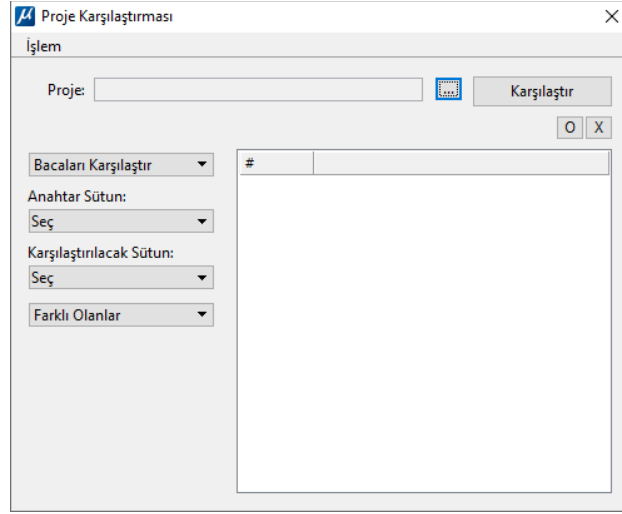 Proje Karşılaştırması
İşlem
Proje: ... Karşılaştır
O X
Bacaları Karşılaştır
#
Anahtar Sütun:
Seç
Karşılaştırılacak Sütun:
Seç
Farklı Olanlar